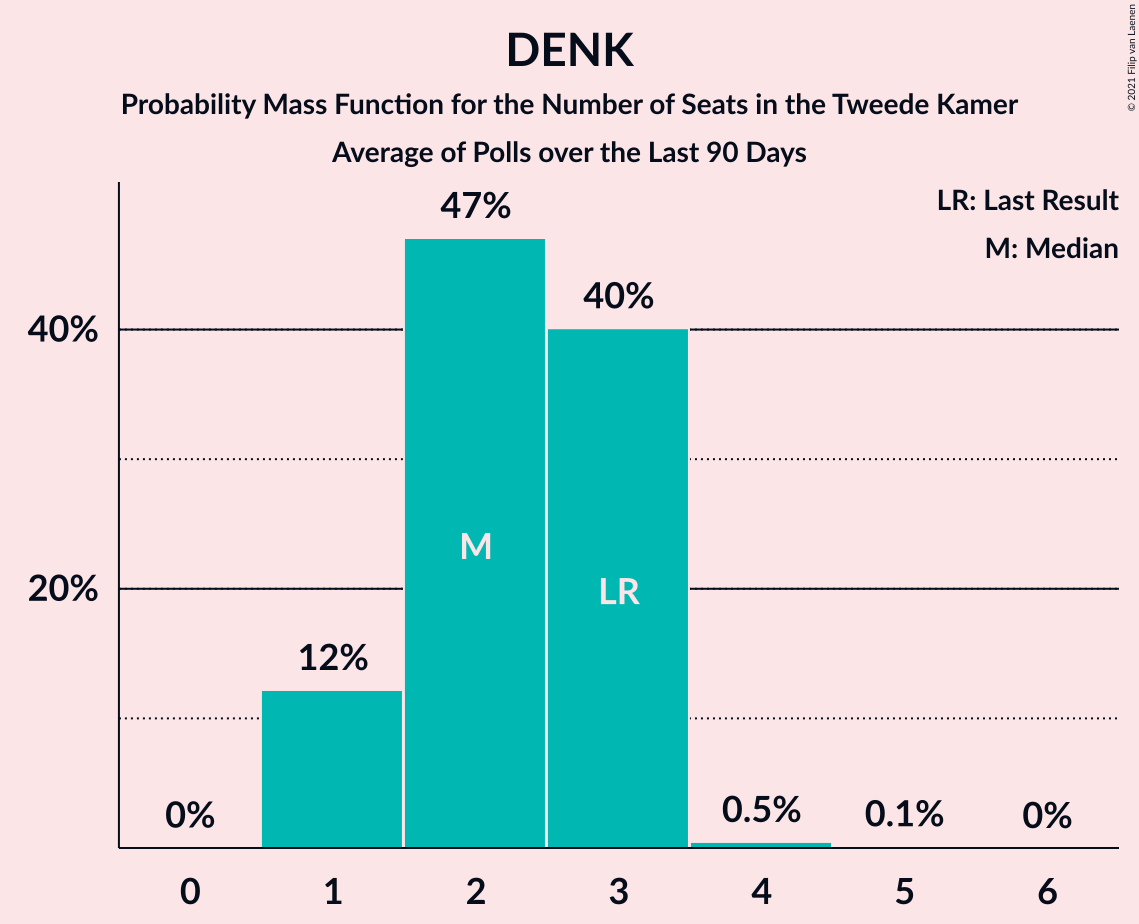 DENK
Probability Mass Function for the Number of Seats in the Tweede Kamer
Average of Polls over the Last 90 Days
© 2021 Filip van Laenen
LR: Last Result
M: Median
47%
40%
40%
M
20%
LR
12%
0%
0.5%
0.1%
0%
0 1 2 3 4 5 6